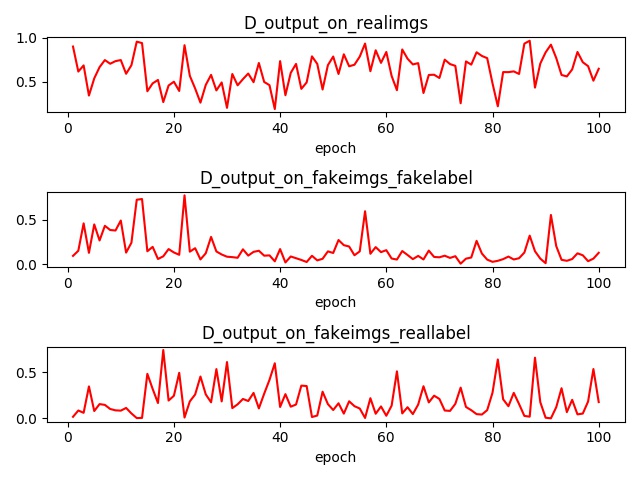 D_output_on_realimgs
1.0
0.5
0 20 40 60 80 100
epoch
D_output_on_fakeimgs_fakelabel
0.5
0.0
0 20 40 60 80 100
epoch
D_output_on_fakeimgs_reallabel
0.5
0.0
0 20 40 60 80 100
epoch